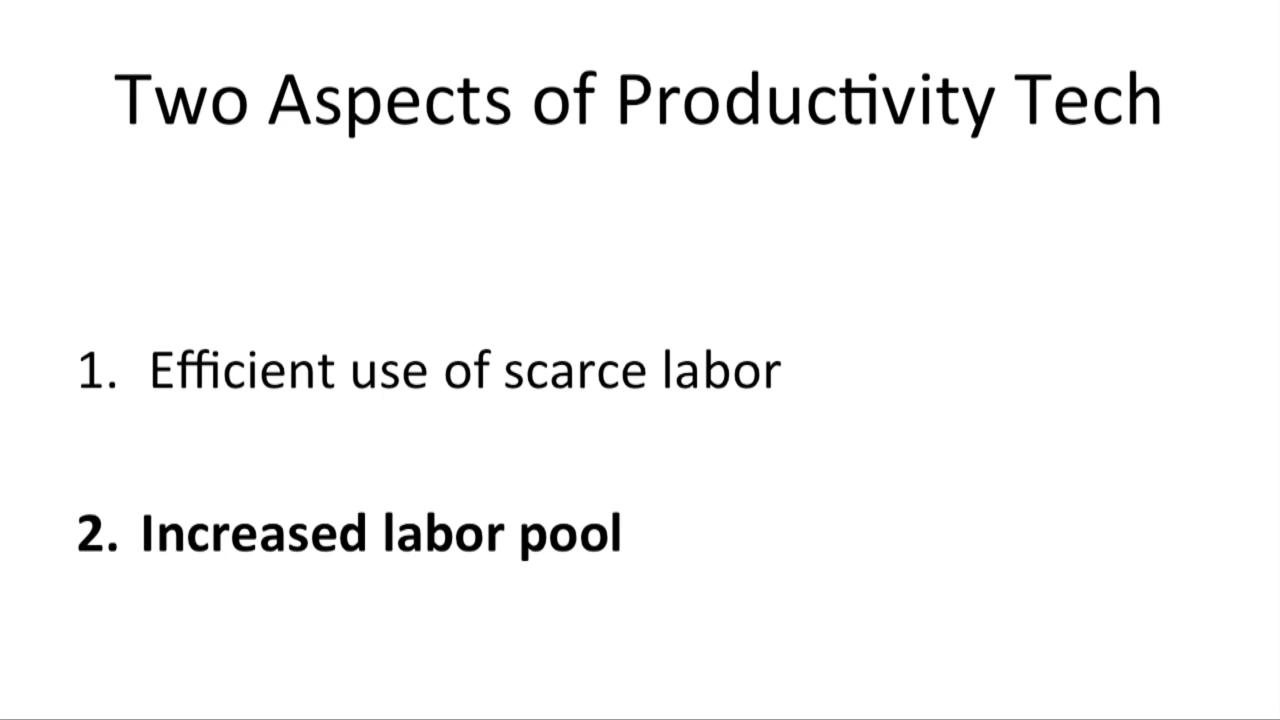 Two Aspects of Productivity Tech
1. Efficient use of scarce labor
2. Increased labor pool